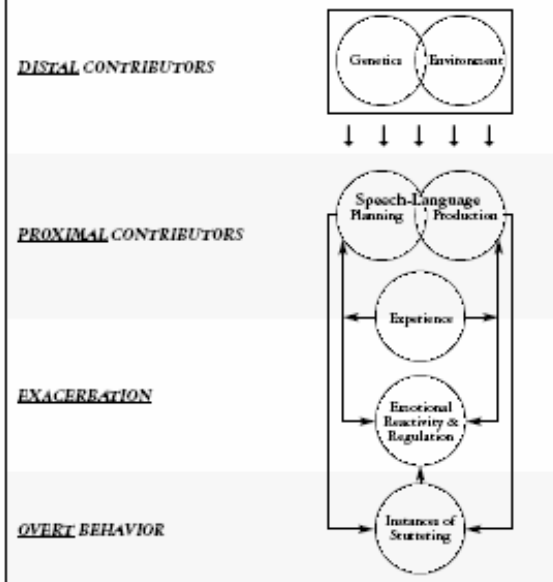 DISTAL CONTRIBUTORS
Genetics
Environment
PROXIMAL CONTRIBUTORS
Speech-Language
Planning
Production
Experience
EXACERBATION
Emotional
Reactivity &
Regulation
OVERT BEHAVIOR
Instances of
Stuttering